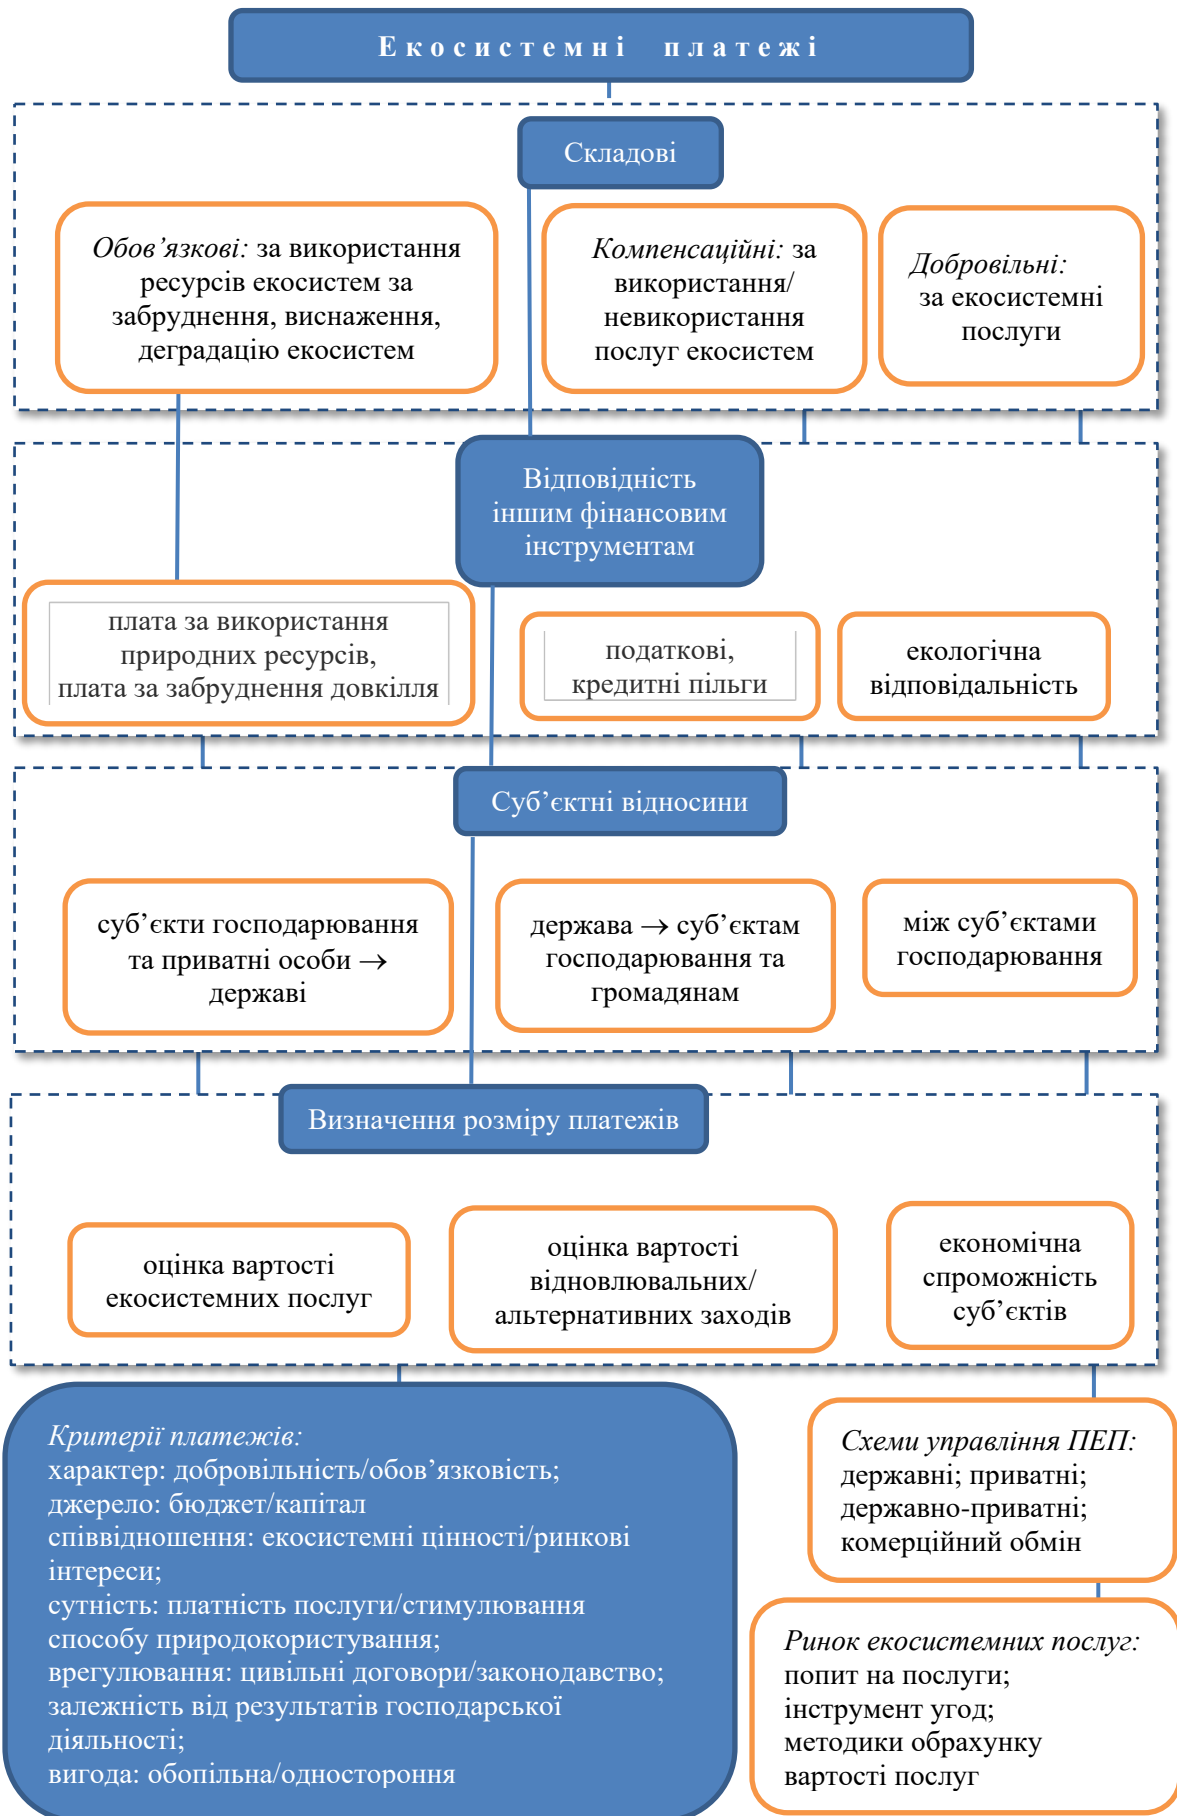 Екосистемні платежі
Складові
Обов’язкові: за використання
ресурсів екосистем за
забруднення, виснаження,
деградацію екосистем
Компенсаційні: за
використання/
невикористання
послуг екосистем
Добровільні:
за екосистемні
послуги
Відповідність
іншим фінансовим
інструментам
плата за використання
природних ресурсів,
плата за забруднення довкілля
податкові,
кредитні пільги
екологічна
відповідальність
Суб’єктні відносини
суб’єкти господарювання
та приватні особи →
державі
держава → суб’єктам
господарювання та
громадянам
між суб’єктами
господарювання
Визначення розміру платежів
оцінка вартості
екосистемних послуг
оцінка вартості
відновлювальних/
альтернативних заходів
економічна
спроможність
суб’єктів
Критерії платежів:
характер: добровільність/обов’язковість;
джерело: бюджет/капітал
співвідношення: екосистемні цінності/ринкові
інтереси;
сутність: платність послуги/стимулювання
способу природокористування;
врегулювання: цивільні договори/законодавство;
залежність від результатів господарської
діяльності;
вигода: обопільна/одностороння
Схеми управління ПЕП:
державні; приватні;
державно-приватні;
комерційний обмін
Ринок екосистемних послуг:
попит на послуги;
інструмент угод;
методики обрахунку
вартості послуг